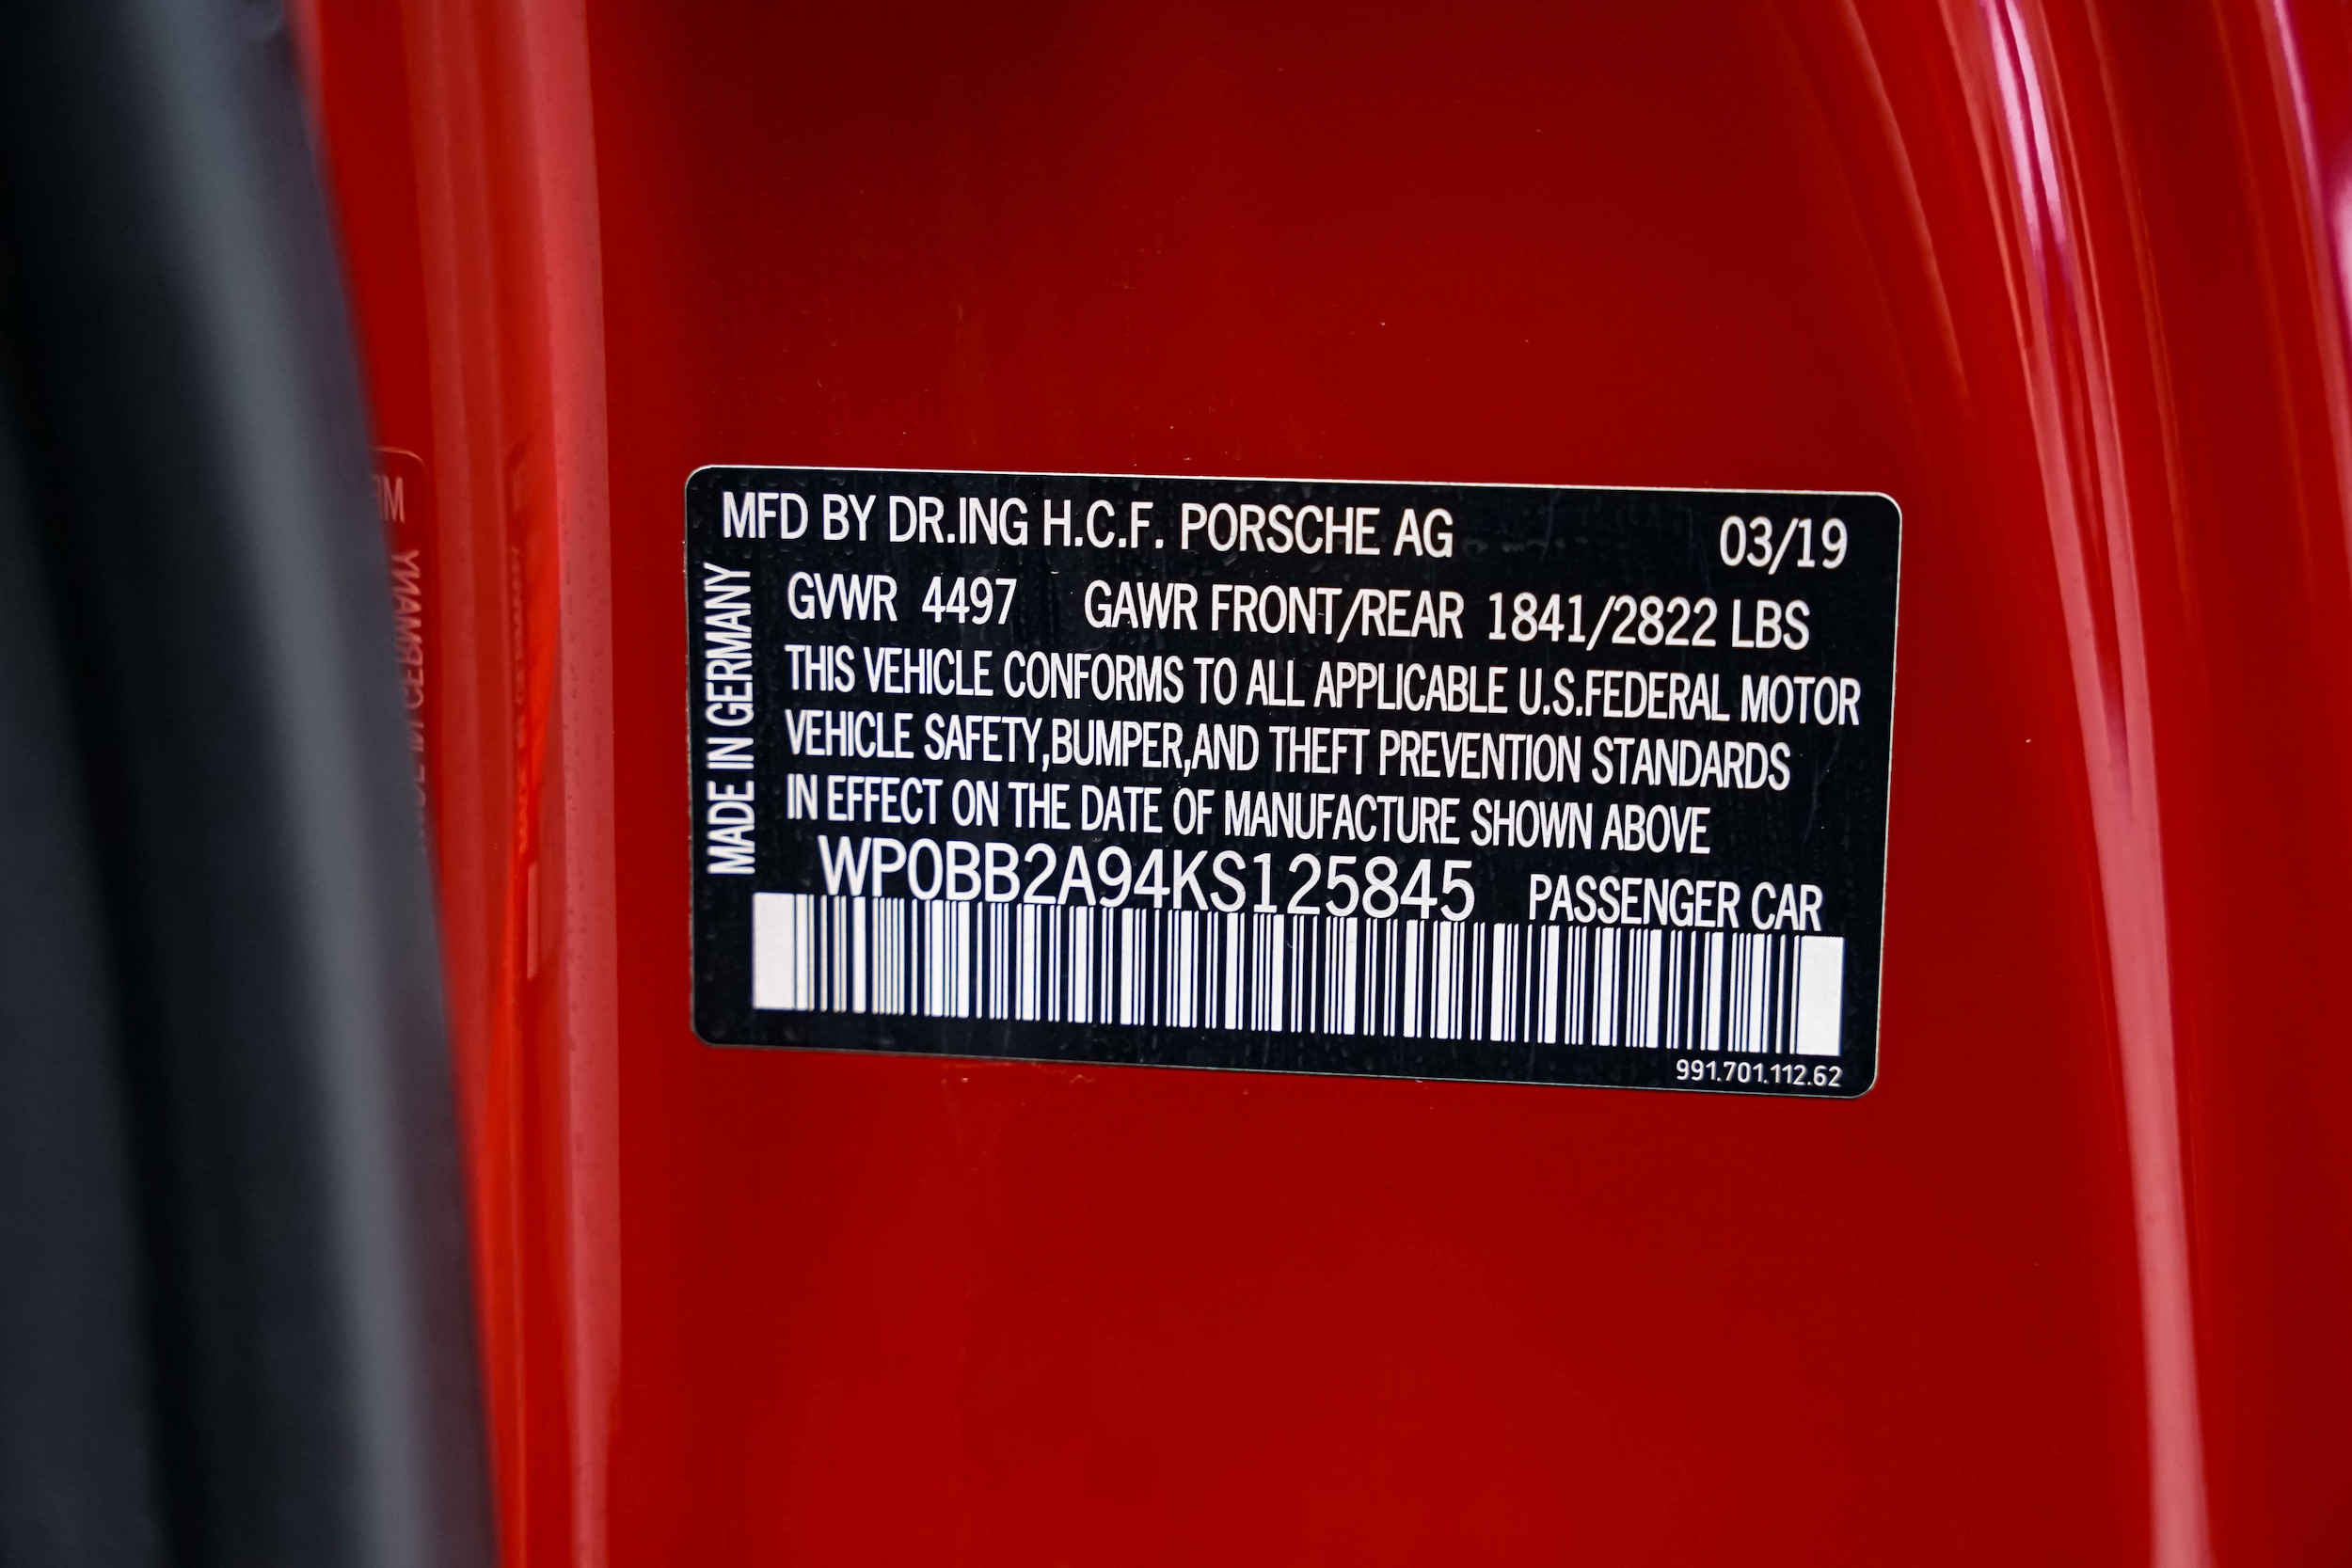 MFD BY DR.ING H.C.F. PORSCHE AG 03/19
MADE IN GERMANY
GVWR 4497 GAWR FRONT/REAR 1841/2822 LBS
THIS VEHICLE CONFORMS TO ALL APPLICABLE U.S.FEDERAL MOTOR
VEHICLE SAFETY,BUMPER,AND THEFT PREVENTION STANDARDS
IN EFFECT ON THE DATE OF MANUFACTURE SHOWN ABOVE
WP0BB2A94KS125845 PASSENGER CAR
991.701.112.62